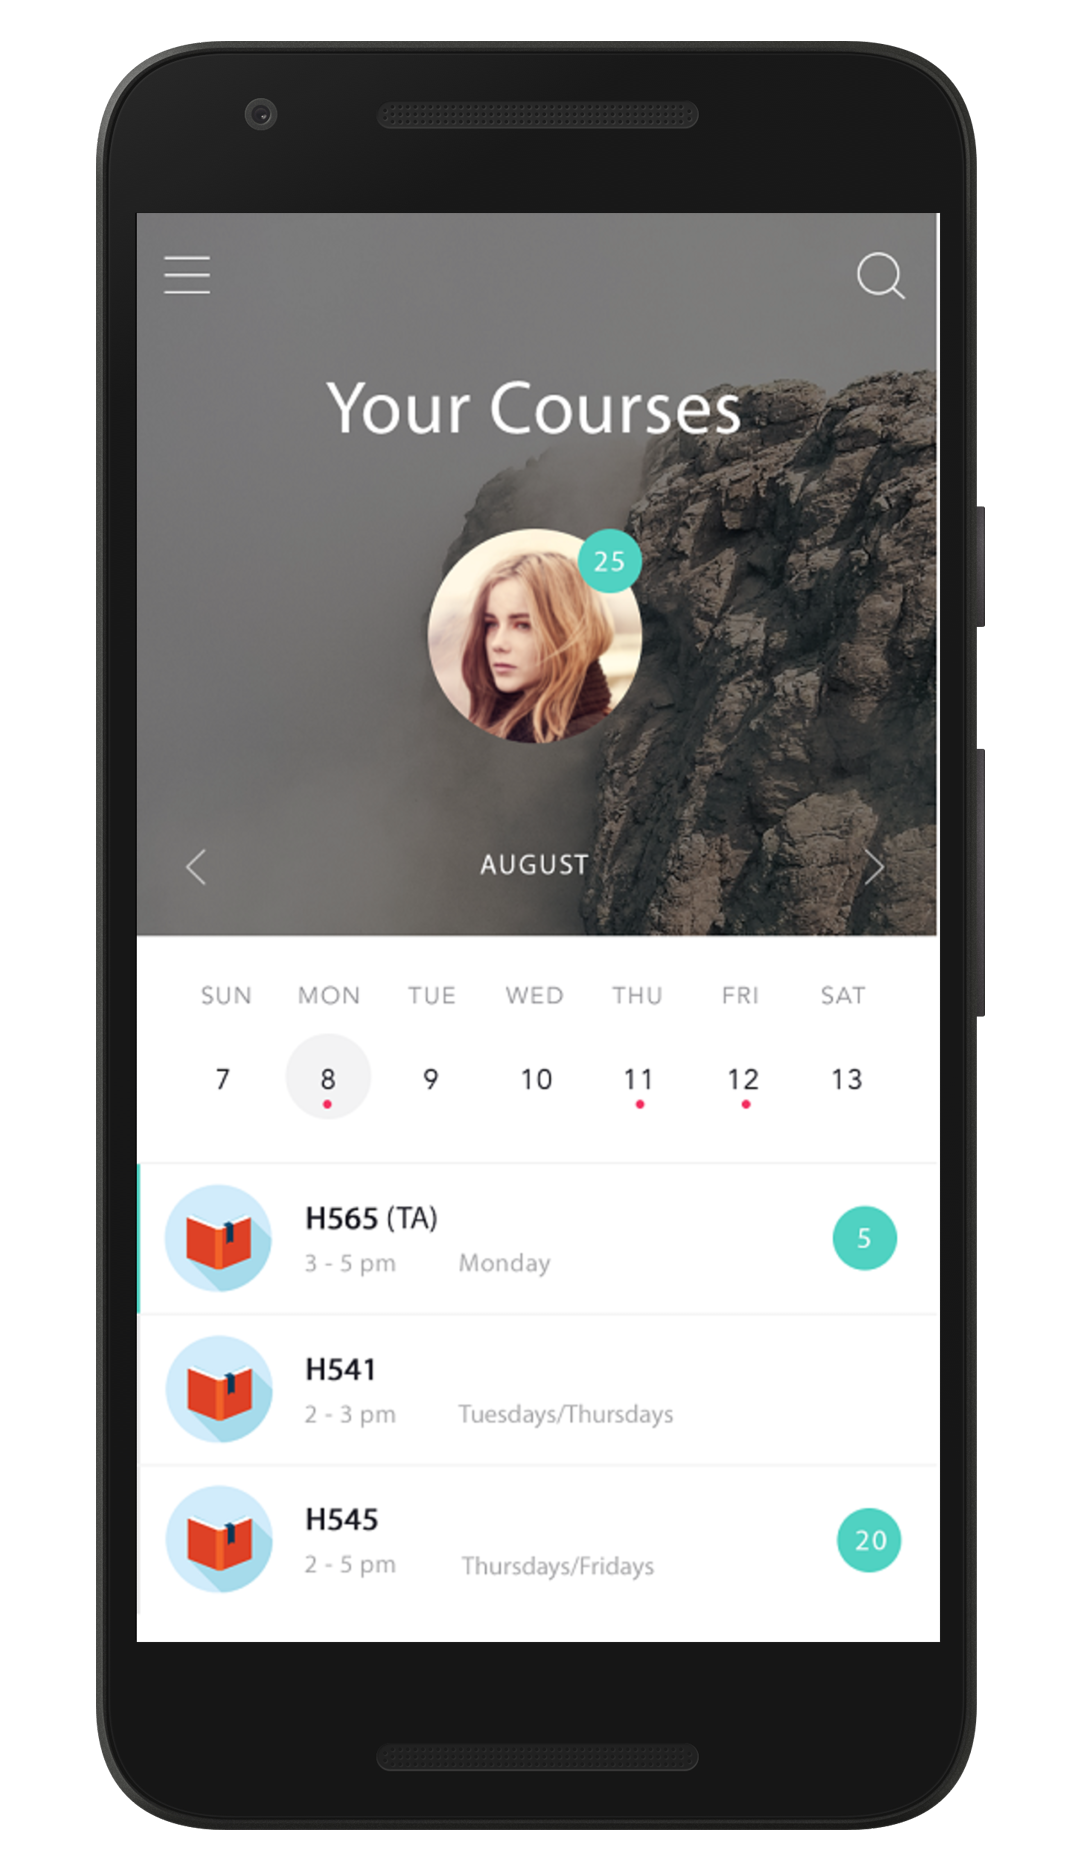 Your Courses
25
AUGUST
SUN MON TUE WED THU FRI SAT
7 8 9 10 11 12 13
H565 (TA)
3 - 5 pm Monday
5
H541
2 - 3 pm Tuesdays/Thursdays
H545
2 - 5 pm Thursdays/Fridays
20